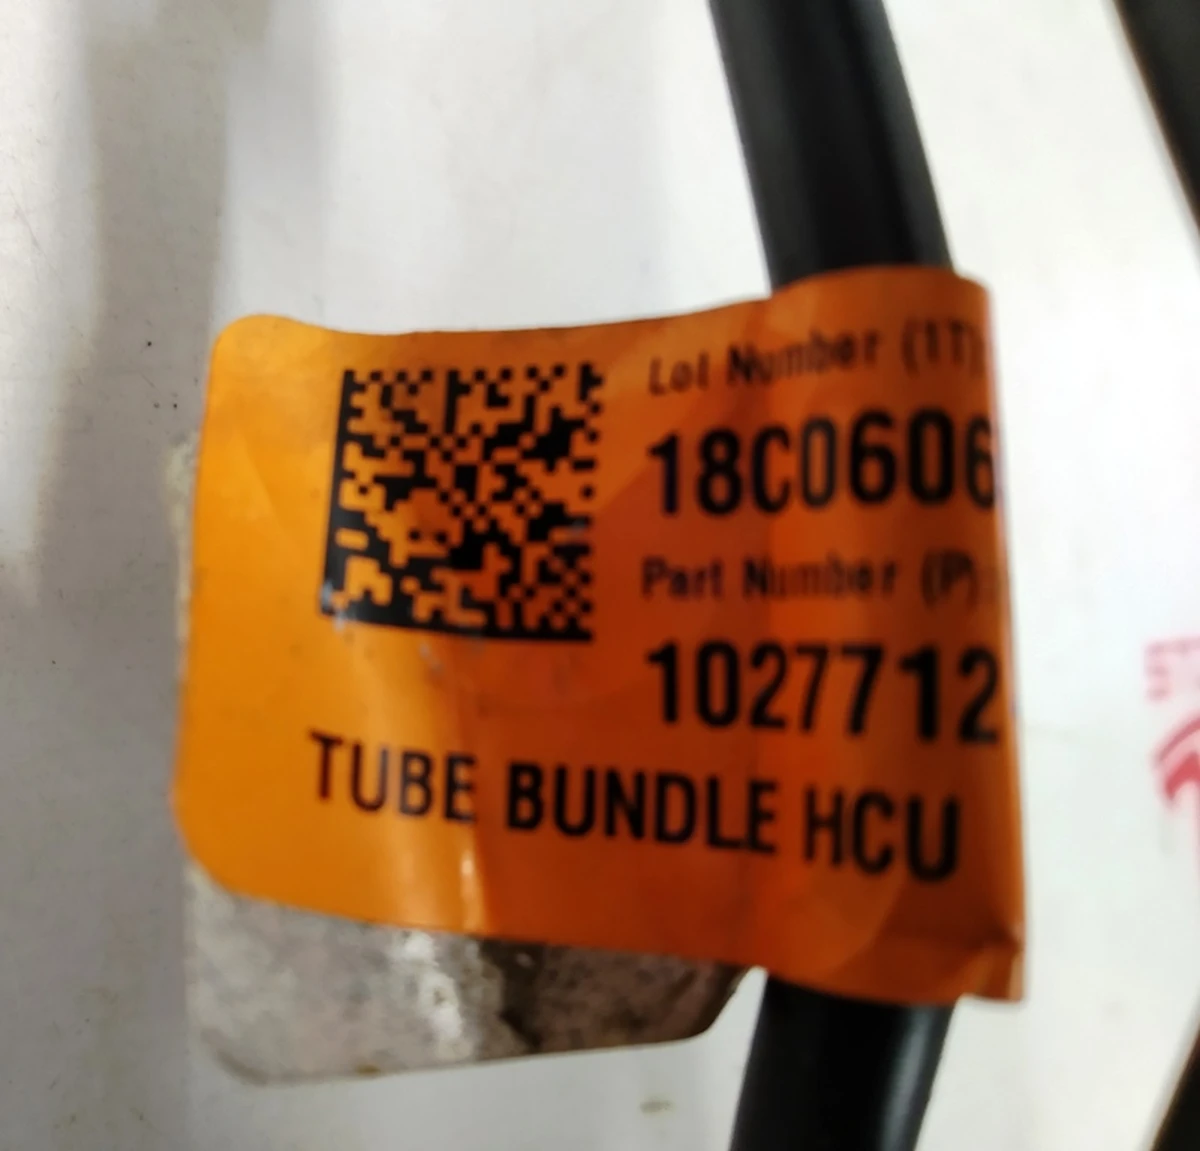 Lot Number (1T)
18C0606
Part Number (P):
1027712
TUBE BUNDLE HCU